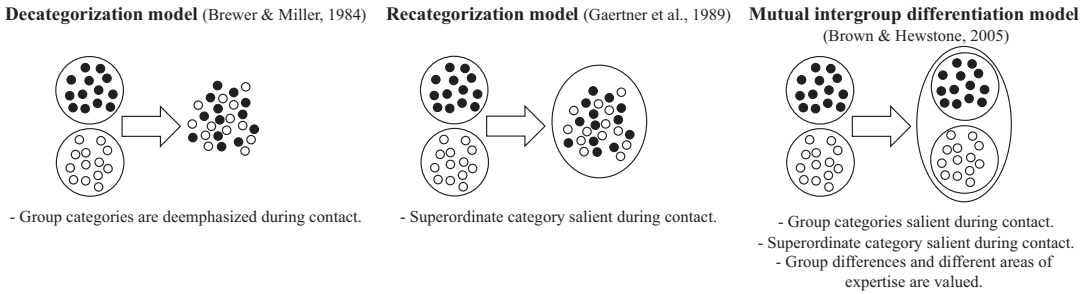 Decategorization model (Brewer & Miller, 1984)
- Group categories are deemphasized during contact.
Recategorization model (Gaertner et al., 1989)
- Superordinate category salient during contact.
Mutual intergroup differentiation model
(Brown & Hewstone, 2005)
- Group categories salient during contact.
- Superordinate category salient during contact.
- Group differences and different areas of
expertise are valued.